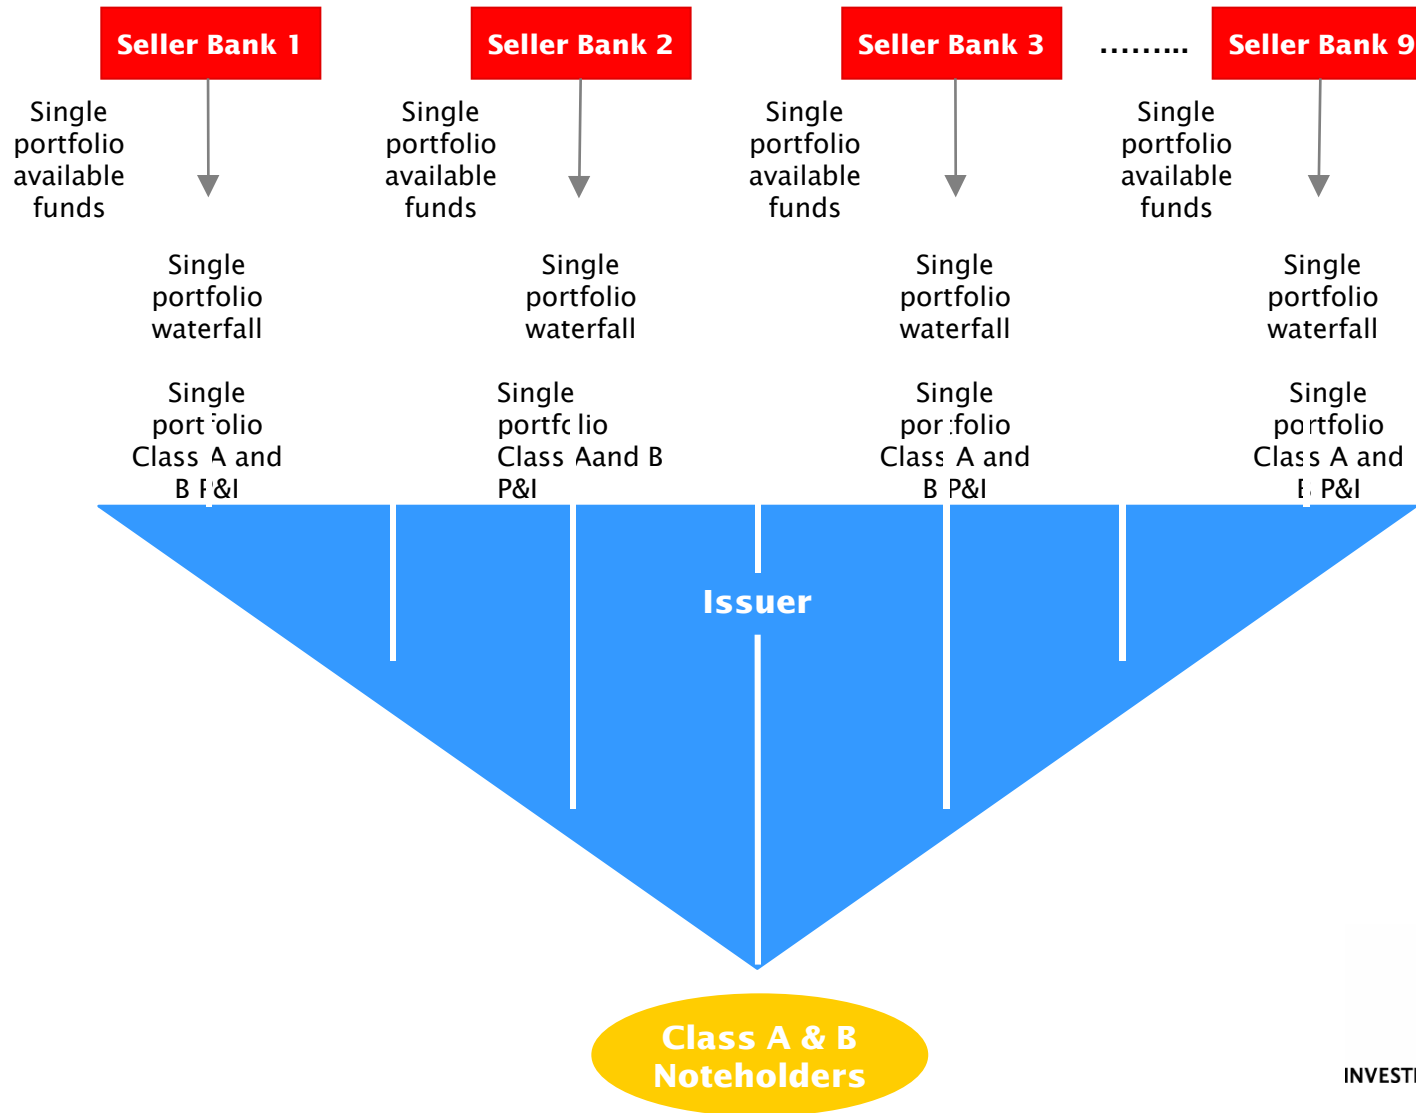 Seller Bank 1
Seller Bank 2
Seller Bank 3
.........
Seller Bank 9
Single
portfolio
available
funds
Single
portfolio
available
funds
Single
portfolio
available
funds
Single
portfolio
available
funds
Single
portfolio
waterfall
Single
portfolio
waterfall
Single
portfolio
waterfall
Single
portfolio
waterfall
Single
portfolio
Class A and
B P&I
Single
portfolio
Class Aand B
P&I
Single
portfolio
Class A and
B P&I
Single
portfolio
Class A and
B P&I
Issuer
Class A & B
Noteholders